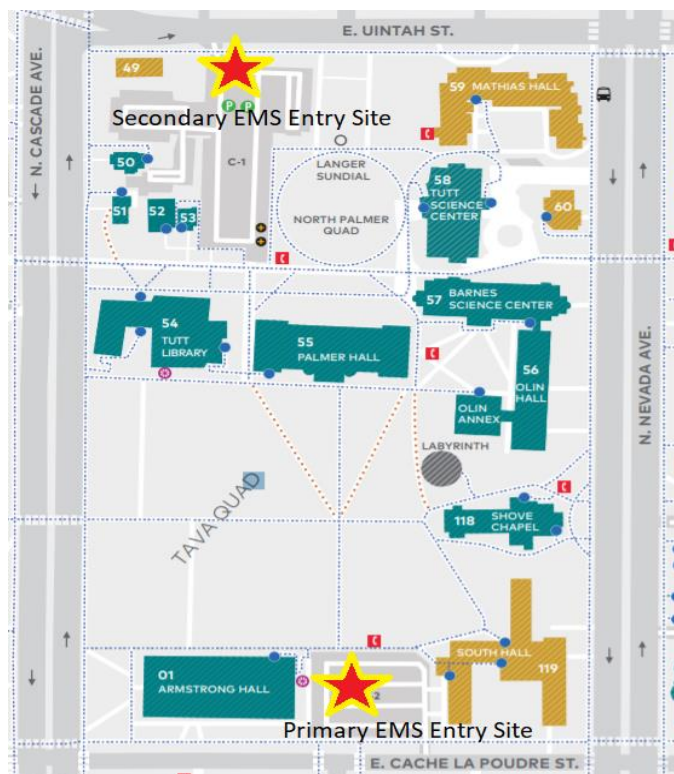 E. UINTAH ST.
N. CASCADE AVE.
49
P P
Secondary EMS Entry Site
59 MATHIAS HALL
C-1
50
51
52
53
LANGER
SUNDIAL
NORTH PALMER
QUAD
58
TUTT
SCIENCE
CENTER
60
57
BARNES
SCIENCE CENTER
54
TUTT
LIBRARY
55
PALMER HALL
56
OLIN
HALL
OLIN
ANNEX
LABYRINTH
N. NEVADA AVE.
TAVA QUAD
118
SHOVE
CHAPEL
SOUTH HALL
119
01
ARMSTRONG HALL
Primary EMS Entry Site
E. CACHE LA POUDRE ST.